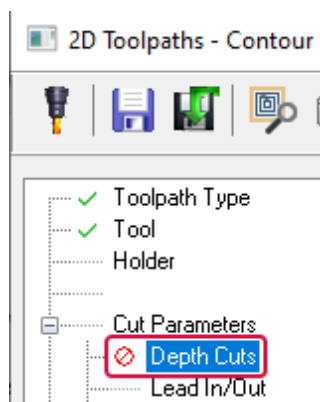 2D Toolpaths - Contour
Toolpath Type
Tool
Holder
Cut Parameters
Depth Cuts
Lead In/Out